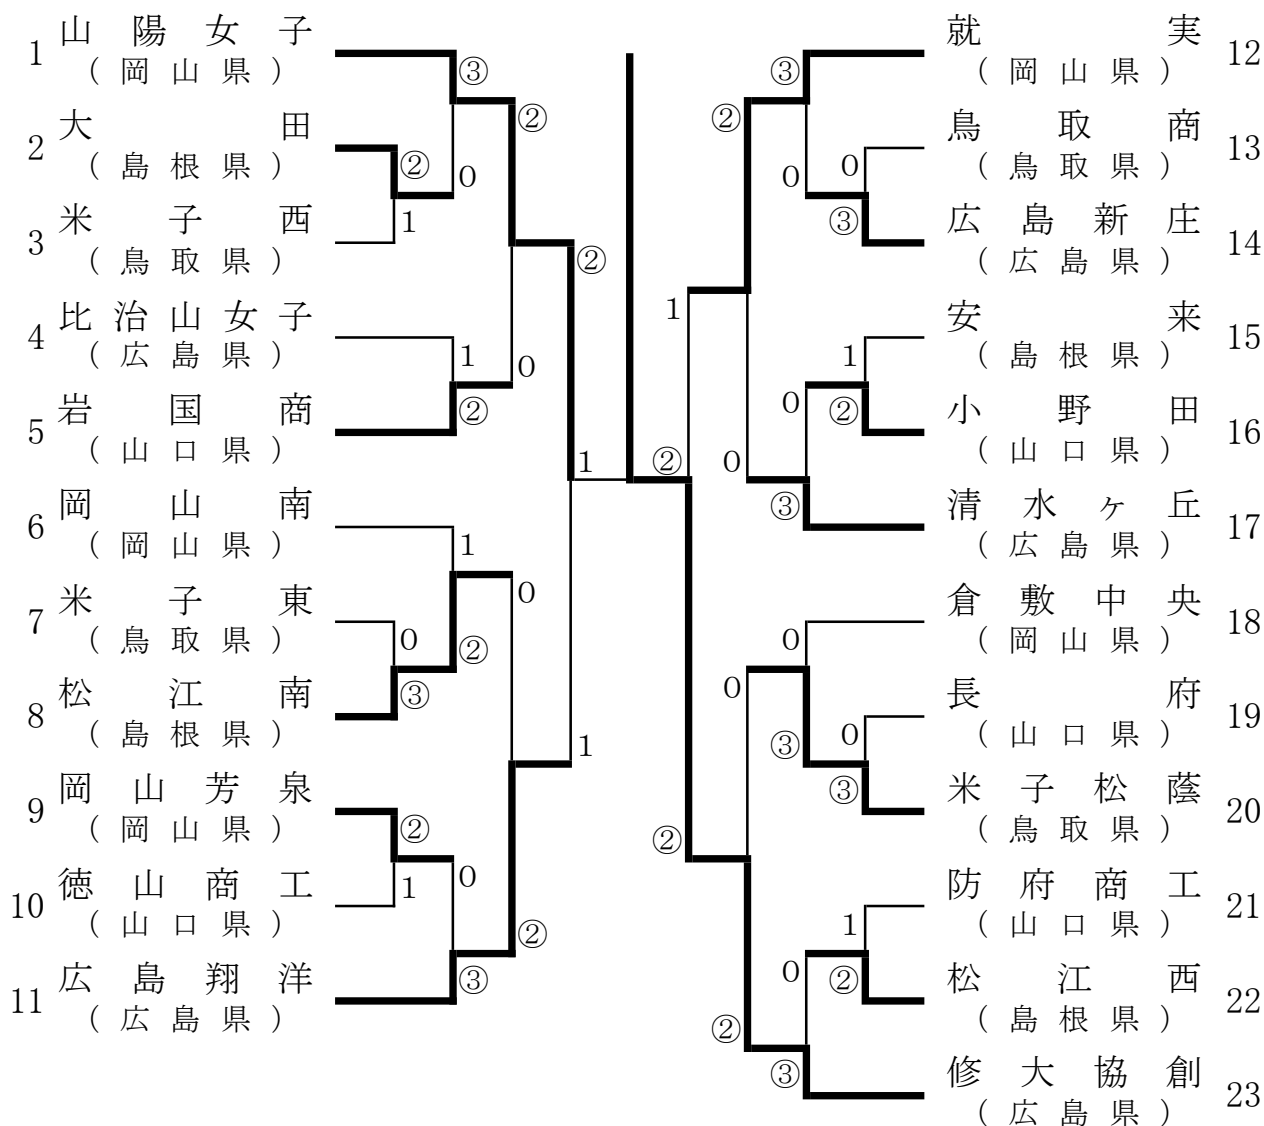 1 山陽女子
(岡山県)
2 大田
(島根県)
3 米子西
(鳥取県)
4 比治山女子
(広島県)
5 岩国商
(山口県)
6 岡山南
(岡山県)
7 米子東
(鳥取県)
8 松江南
(島根県)
9 岡山芳泉
(岡山県)
10 徳山商工
(山口県)
11 広島翔洋
(広島県)
③
②
②
0
1
②
1
0
②
1
1
0
0
②
③
1
②
0
1
②
③
③
②
0
0
③
1
1
0
②
②
0
③
0
0
0
③
③
②
1
0
②
②
③
就実 12
(岡山県)
鳥取商 13
(鳥取県)
広島新庄 14
(広島県)
安来 15
(島根県)
小野田 16
(山口県)
清水ヶ丘 17
(広島県)
倉敷中央 18
(岡山県)
長府 19
(山口県)
米子松蔭 20
(鳥取県)
防府商工 21
(山口県)
松江西 22
(島根県)
修大協創 23
(広島県)